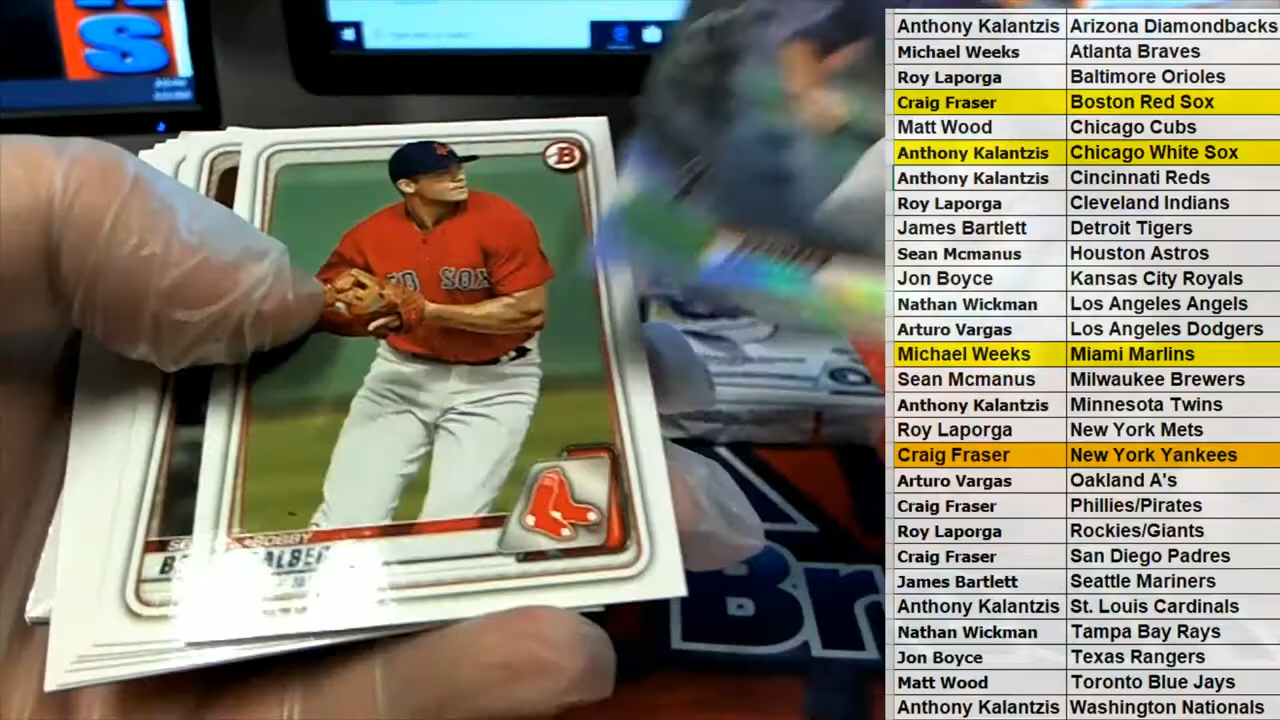 S
B
RED SOX
BOBBY
DALBEC
Br
Anthony Kalantzis Arizona Diamondbacks
Michael Weeks Atlanta Braves
Roy Laporga Baltimore Orioles
Craig Fraser Boston Red Sox
Matt Wood Chicago Cubs
Anthony Kalantzis Chicago White Sox
Anthony Kalantzis Cincinnati Reds
Roy Laporga Cleveland Indians
James Bartlett Detroit Tigers
Sean Mcmanus Houston Astros
Jon Boyce Kansas City Royals
Nathan Wickman Los Angeles Angels
Arturo Vargas Los Angeles Dodgers
Michael Weeks Miami Marlins
Sean Mcmanus Milwaukee Brewers
Anthony Kalantzis Minnesota Twins
Roy Laporga New York Mets
Craig Fraser New York Yankees
Arturo Vargas Oakland A's
Craig Fraser Phillies/Pirates
Roy Laporga Rockies/Giants
Craig Fraser San Diego Padres
James Bartlett Seattle Mariners
Anthony Kalantzis St. Louis Cardinals
Nathan Wickman Tampa Bay Rays
Jon Boyce Texas Rangers
Matt Wood Toronto Blue Jays
Anthony Kalantzis Washington Nationals